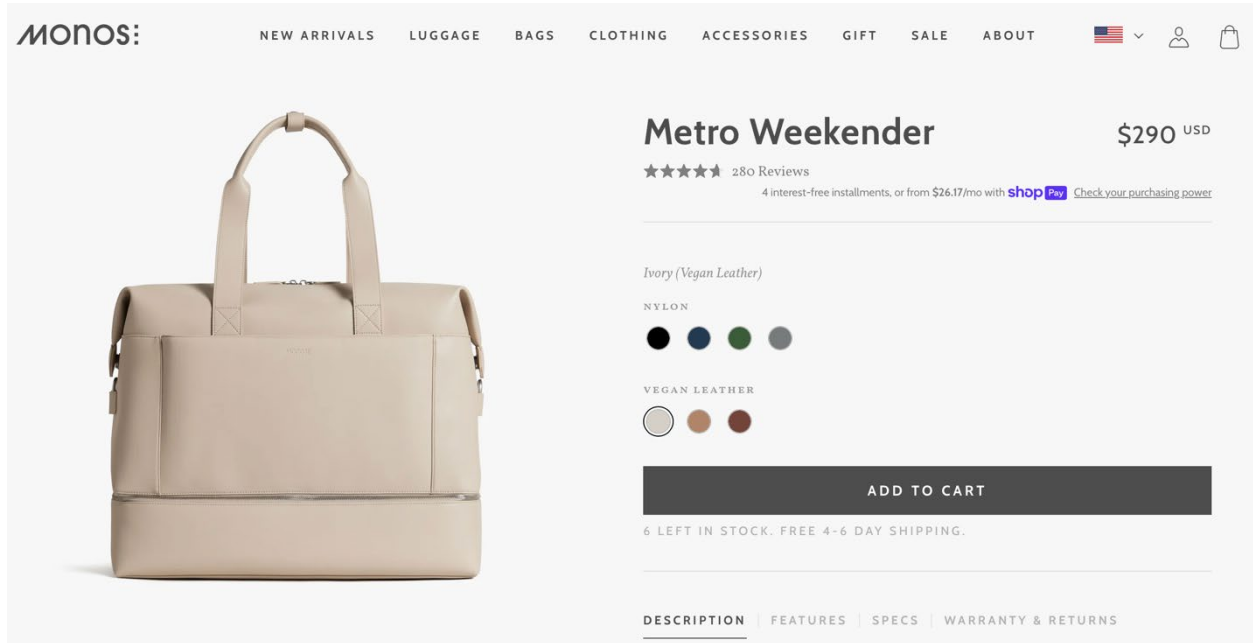 MONOS
NEW ARRIVALS LUGGAGE BAGS CLOTHING ACCESSORIES GIFT SALE ABOUT
Metro Weekender
$290 USD
280 Reviews
4 interest-free installments, or from $26.17/mo with shop Pay Check your purchasing power
Ivory (Vegan Leather)
NYLON
VEGAN LEATHER
ADD TO CART
6 LEFT IN STOCK. FREE 4-6 DAY SHIPPING.
DESCRIPTION FEATURES SPECS WARRANTY & RETURNS